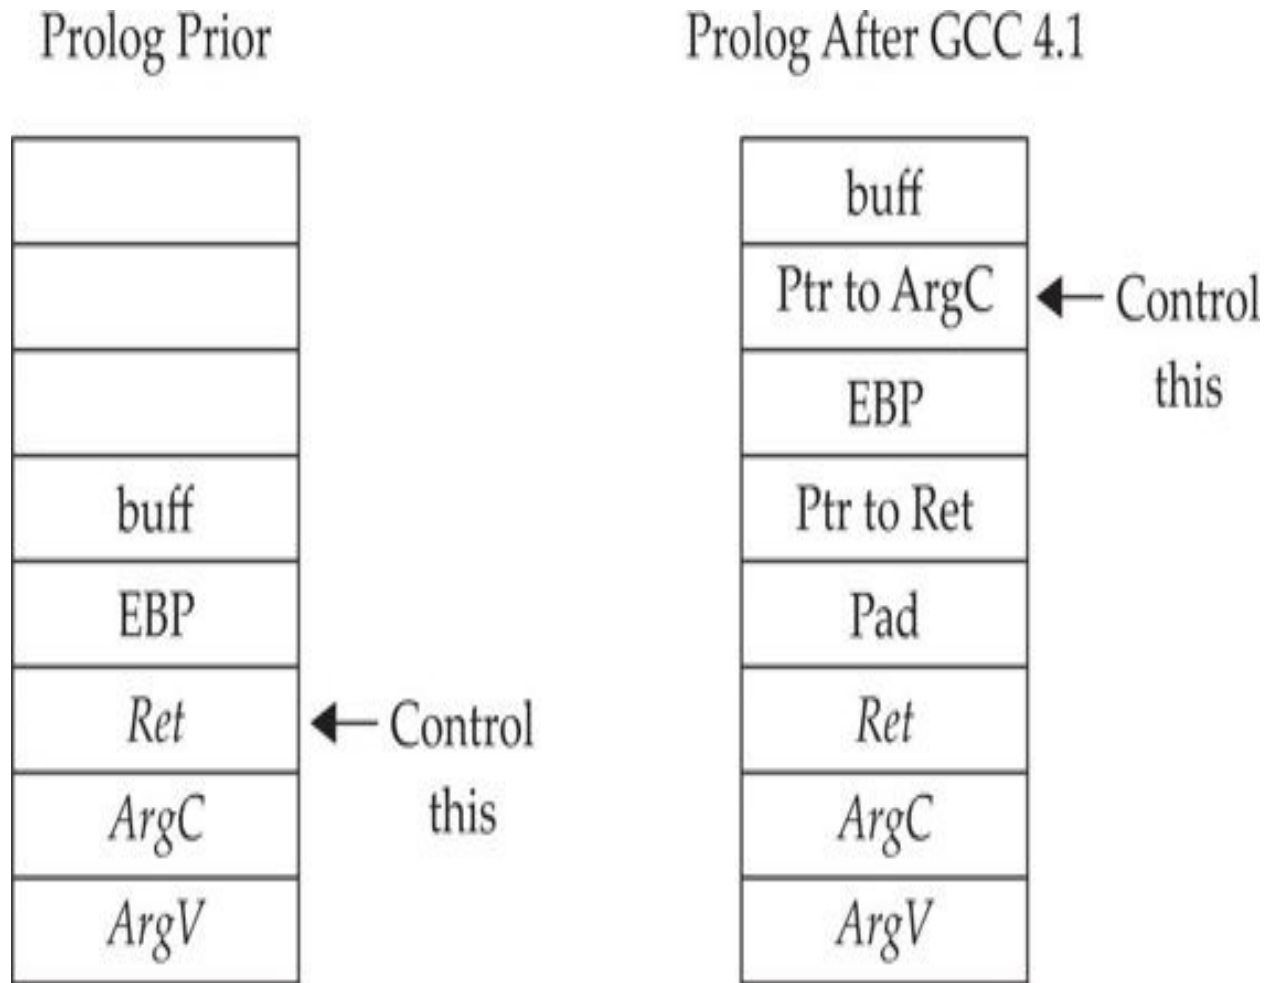 Prolog Prior
buff
EBP
Ret
ArgC
ArgV
Control
this
Prolog After GCC 4.1
buff
Ptr to ArgC
EBP
Ptr to Ret
Pad
Ret
ArgC
ArgV
Control
this